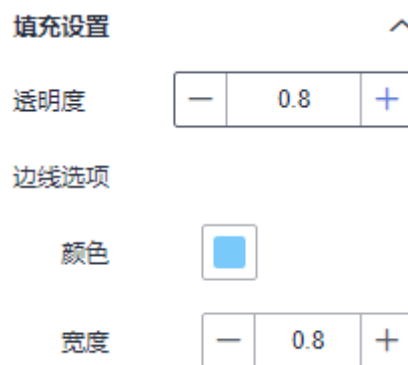 填充设置
透明度 — 0.8 +
边线选项
颜色
宽度 — 0.8 +